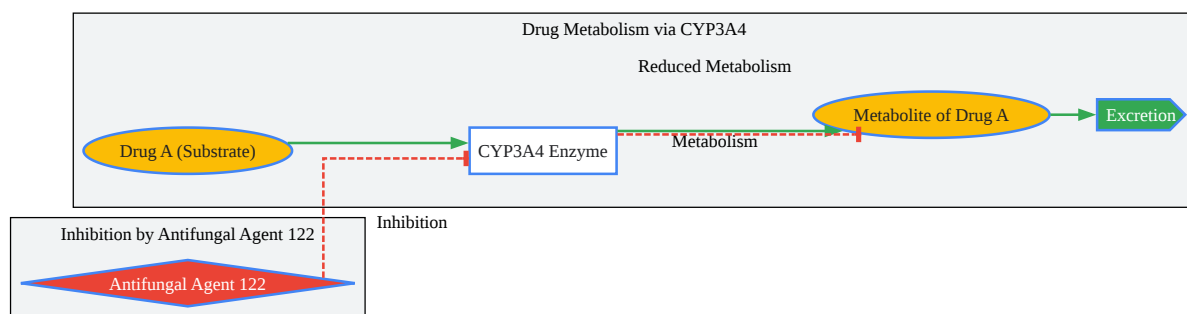 Drug Metabolism via CYP3A4
Reduced Metabolism
Metabolite of Drug A
Excretion
Drug A (Substrate)
CYP3A4 Enzyme
Metabolism
Inhibition
Inhibition by Antifungal Agent 122
Antifungal Agent 122